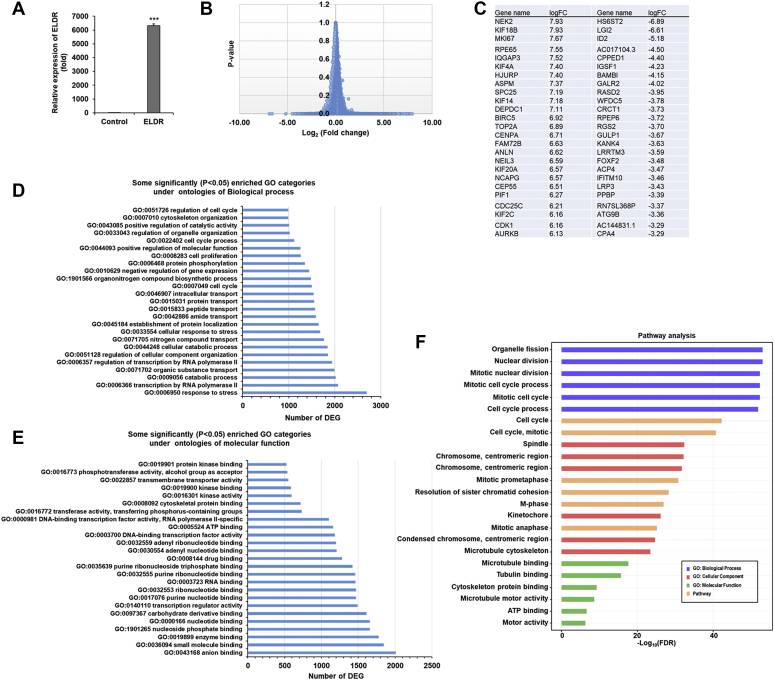 A
Relative expression of ELDR
(fold)
7000
6000
5000
4000
3000
2000
1000
0
***
Control
ELDR
B
P-value
1.2
1.0
0.8
0.6
0.4
0.2
0.0
-10.00
-5.00
0.00
5.00
10.00
Log2 (Fold change)
C
Gene name logFC Gene name logFC
NEK2 7.93 HS6ST2 -6.89
KIF18B 7.93 LGI2 -6.61
MKI67 7.67 ID2 -5.18
RPE65 7.55 AC017104.3 -4.50
IQGAP3 7.52 CPPED1 -4.40
KIF4A 7.40 IGSF1 -4.23
HJURP 7.40 BAMBI -4.15
ASPM 7.37 GALR2 -4.02
SPC25 7.19 RASD2 -3.95
KIF14 7.18 WFDC5 -3.78
DEPDC1 7.11 CRCT1 -3.73
BIRC5 6.92 RPEP6 -3.72
TOP2A 6.89 RGS2 -3.70
CENPA 6.71 GULP1 -3.67
FAM72B 6.63 KANK4 -3.63
ANLN 6.62 LRRTM3 -3.59
NEIL3 6.59 FOXF2 -3.48
KIF20A 6.57 ACP4 -3.47
NCAPG 6.57 IFITM10 -3.46
CEP55 6.51 LRP3 -3.43
PIF1 6.27 PPBP -3.39
CDC25C 6.21 RN7SL368P -3.37
KIF2C 6.16 ATG9B -3.36
CDK1 6.16 AC144831.1 -3.29
AURKB 6.13 CPA4 -3.29
D
Some significantly (P<0.05) enriched GO categories
under ontologies of Biological process
GO:0051726 regulation of cell cycle
GO:0007010 cytoskeleton organization
GO:0043085 positive regulation of catalytic activity
GO:0033043 regulation of organelle organization
GO:0022402 cell cycle process
GO:0044093 positive regulation of molecular function
GO:0008283 cell proliferation
GO:0006468 protein phosphorylation
GO:0010629 negative regulation of gene expression
GO:1901566 organonitrogen compound biosynthetic process
GO:0007049 cell cycle
GO:0046907 intracellular transport
GO:0015031 protein transport
GO:0015833 peptide transport
GO:0042886 amide transport
GO:0045184 establishment of protein localization
GO:0033554 cellular response to stress
GO:0071705 nitrogen compound transport
GO:0044248 cellular catabolic process
GO:0051128 regulation of cellular component organization
GO:0006357 regulation of transcription by RNA polymerase II
GO:0071702 organic substance transport
GO:0009056 catabolic process
GO:0006366 transcription by RNA polymerase II
GO:0006950 response to stress
0 1000 2000 3000
Number of DEG
E
Some significantly (P<0.05) enriched GO categories
under ontologies of molecular function
GO:0019901 protein kinase binding
GO:0016773 phosphotransferase activity, alcohol group as acceptor
GO:0022857 transmembrane transporter activity
GO:0019900 kinase binding
GO:0016301 kinase activity
GO:0008092 cytoskeletal protein binding
GO:0016772 transferase activity, transferring phosphorus-containing groups
GO:0000981 DNA-binding transcription factor activity, RNA polymerase II-specific
GO:0005524 ATP binding
GO:0003700 DNA-binding transcription factor activity
GO:0032559 adenyl ribonucleotide binding
GO:0030554 adenyl nucleotide binding
GO:0008144 drug binding
GO:0035639 purine ribonucleoside triphosphate binding
GO:0032555 purine ribonucleotide binding
GO:0003723 RNA binding
GO:0032553 ribonucleotide binding
GO:0017076 purine nucleotide binding
GO:0140110 transcription regulator activity
GO:0097367 carbohydrate derivative binding
GO:0000166 nucleotide binding
GO:1901265 nucleoside phosphate binding
GO:0019899 enzyme binding
GO:0036094 small molecule binding
GO:0043168 anion binding
0 500 1000 1500 2000 2500
Number of DEG
F
Pathway analysis
Organelle fission
Nuclear division
Mitotic nuclear division
Mitotic cell cycle process
Mitotic cell cycle
Cell cycle process
Cell cycle
Cell cycle, mitotic
Spindle
Chromosome, centromeric region
Chromosome, centromeric region
Mitotic prometaphase
Resolution of sister chromatid cohesion
M-phase
Kinetochore
Mitotic anaphase
Condensed chromosome, centromeric region
Microtubule cytoskeleton
Microtubule binding
Tubulin binding
Cytoskeleton protein binding
Microtubule motor activity
ATP binding
Motor activity
GO: Biological Process
GO: Cellular Component
GO: Molecular Function
Pathway
0 20 40
-Log10(FDR)